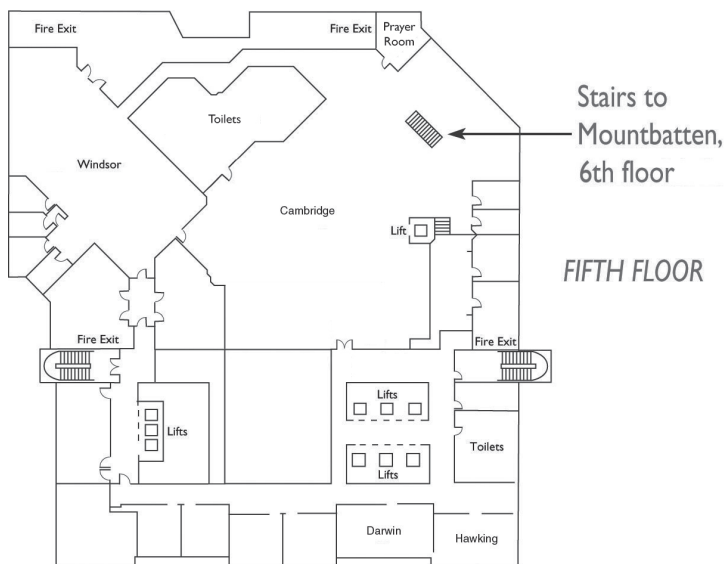 Fire Exit
Fire Exit
Prayer
Room
Stairs to
Mountbatten,
6th floor
Toilets
Windsor
Cambridge
Lift
FIFTH FLOOR
Fire Exit
Fire Exit
Lifts
Lifts
Toilets
Lifts
Darwin
Hawking